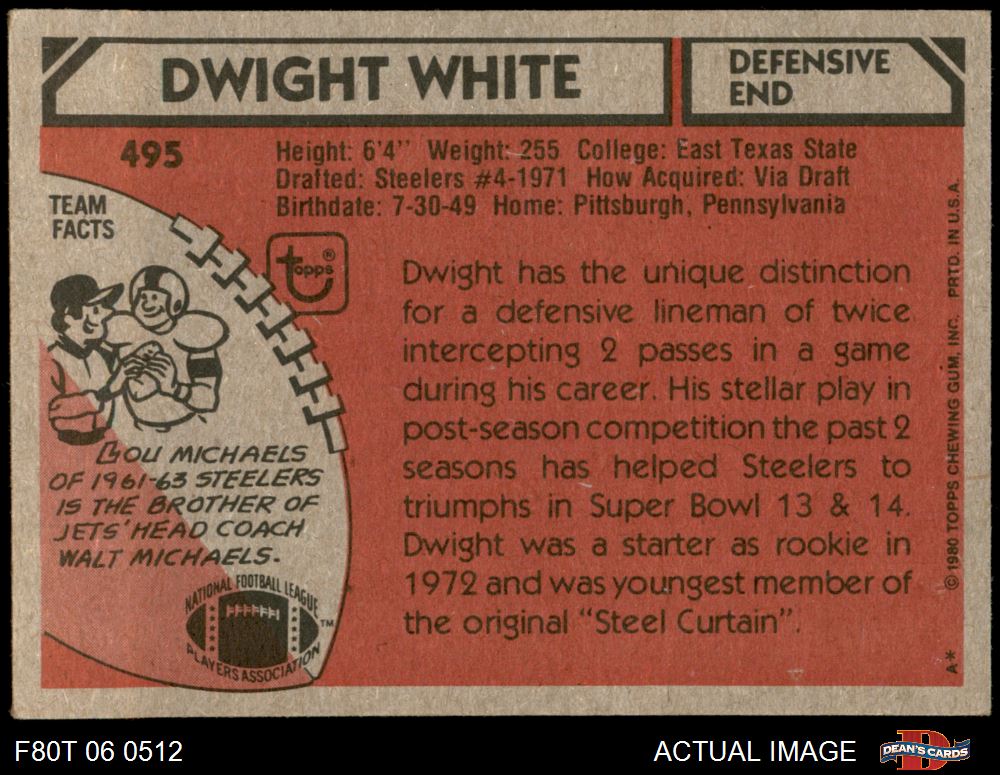 DWIGHT WHITE
DEFENSIVE
END
495
Height: 6'4" Weight: 255 College: East Texas State
Drafted: Steelers #4-1971 How Acquired: Via Draft
Birthdate: 7-30-49 Home: Pittsburgh, Pennsylvania
TEAM
FACTS
topps®
Dwight has the unique distinction
for a defensive lineman of twice
intercepting 2 passes in a game
during his career. His stellar play in
post-season competition the past 2
seasons has helped Steelers to
triumphs in Super Bowl 13 & 14.
Dwight was a starter as rookie in
1972 and was youngest member of
the original "Steel Curtain".
LOU MICHAELS
OF 1961-63 STEELERS
IS THE BROTHER OF
JETS' HEAD COACH
WALT MICHAELS.
NATIONAL FOOTBALL LEAGUE
PLAYERS ASSOCIATION
TM
A* © 1980 TOPPS CHEWING GUM, INC. PRTD. IN U.S.A.
F80T 06 0512
ACTUAL IMAGE
D
DEAN'S CARDS